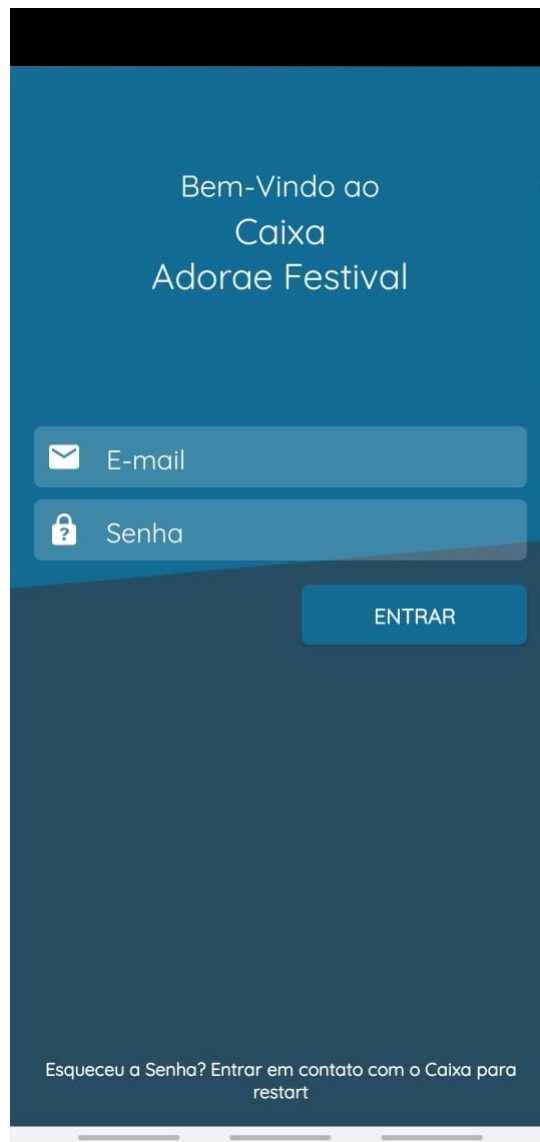 Bem-Vindo ao
Caixa
Adorae Festival
E-mail
Senha
ENTRAR
Esqueceu a Senha? Entrar em contato com o Caixa para
restart